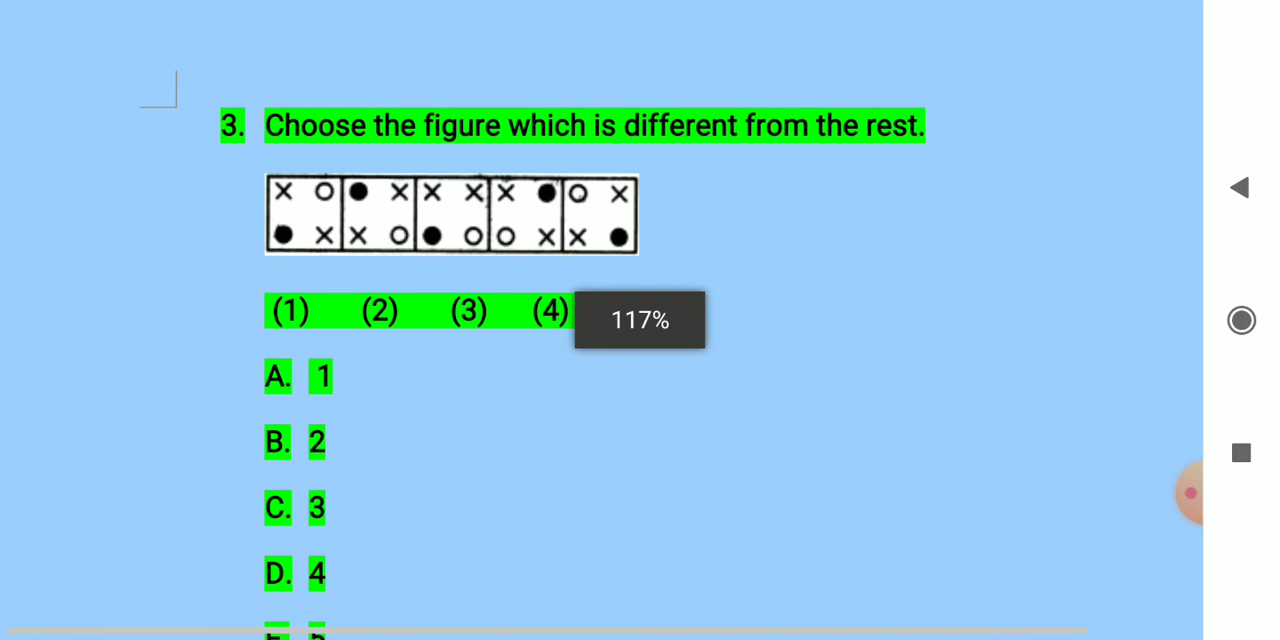 3. Choose the figure which is different from the rest.
(1) (2) (3) (4)
117%
A. 1
B. 2
C. 3
D. 4